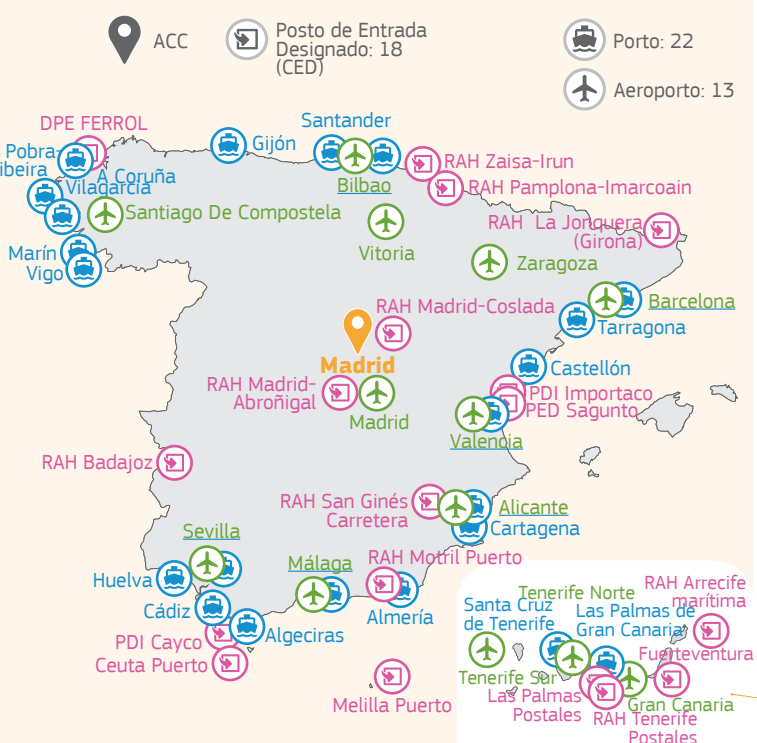 ACC
Posto de Entrada
Designado: 18
(CED)
Porto: 22
Aeroporto: 13
DPE FERROL
Santander
Gijón
Pobra-
ibeira
A Coruña
Vilagarcía
Bilbao
RAH Zaisa-Irun
RAH Pamplona-Imarcoain
Santiago De Compostela
Vitoria
RAH La Jonquera
(Girona)
Marín
Vigo
Zaragoza
Barcelona
RAH Madrid-Coslada
Tarragona
Madrid
Castellón
RAH Madrid-
Abroñigal
Madrid
PDI Importaco
PED Sagunto
Valencia
RAH Badajoz
RAH San Ginés
Carretera
Alicante
Cartagena
Sevilla
Málaga
RAH Motril Puerto
Huelva
Cádiz
Almería
Algeciras
PDI Cayco
Ceuta Puerto
Melilla Puerto
Santa Cruz
de Tenerife
Tenerife Norte
Las Palmas de
Gran Canaria
RAH Arrecife
marítima
Fuerteventura
Tenerife Sur
Las Palmas
Postales
Gran Canaria
RAH Tenerife
Postales